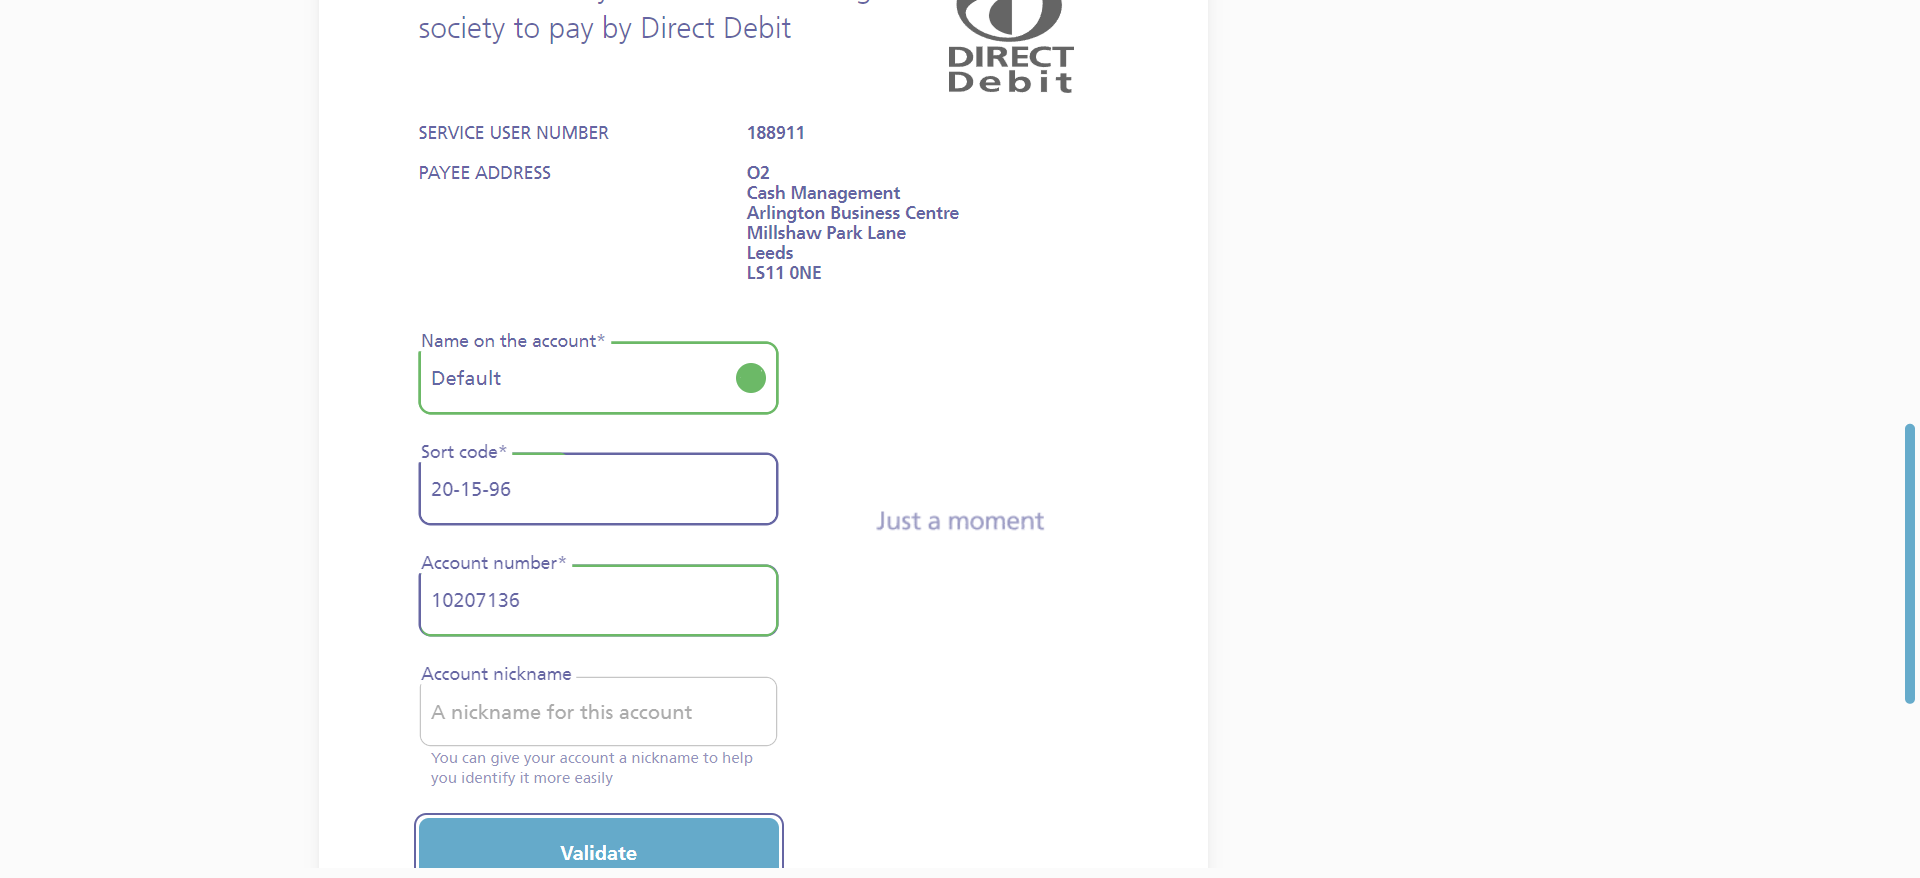 society to pay by Direct Debit
DIRECT
Debit
SERVICE USER NUMBER 188911
PAYEE ADDRESS O2
Cash Management
Arlington Business Centre
Millshaw Park Lane
Leeds
LS11 0NE
Name on the account*
Default
Sort code*
20-15-96
Just a moment
Account number*
10207136
Account nickname
A nickname for this account
You can give your account a nickname to help
you identify it more easily
Validate